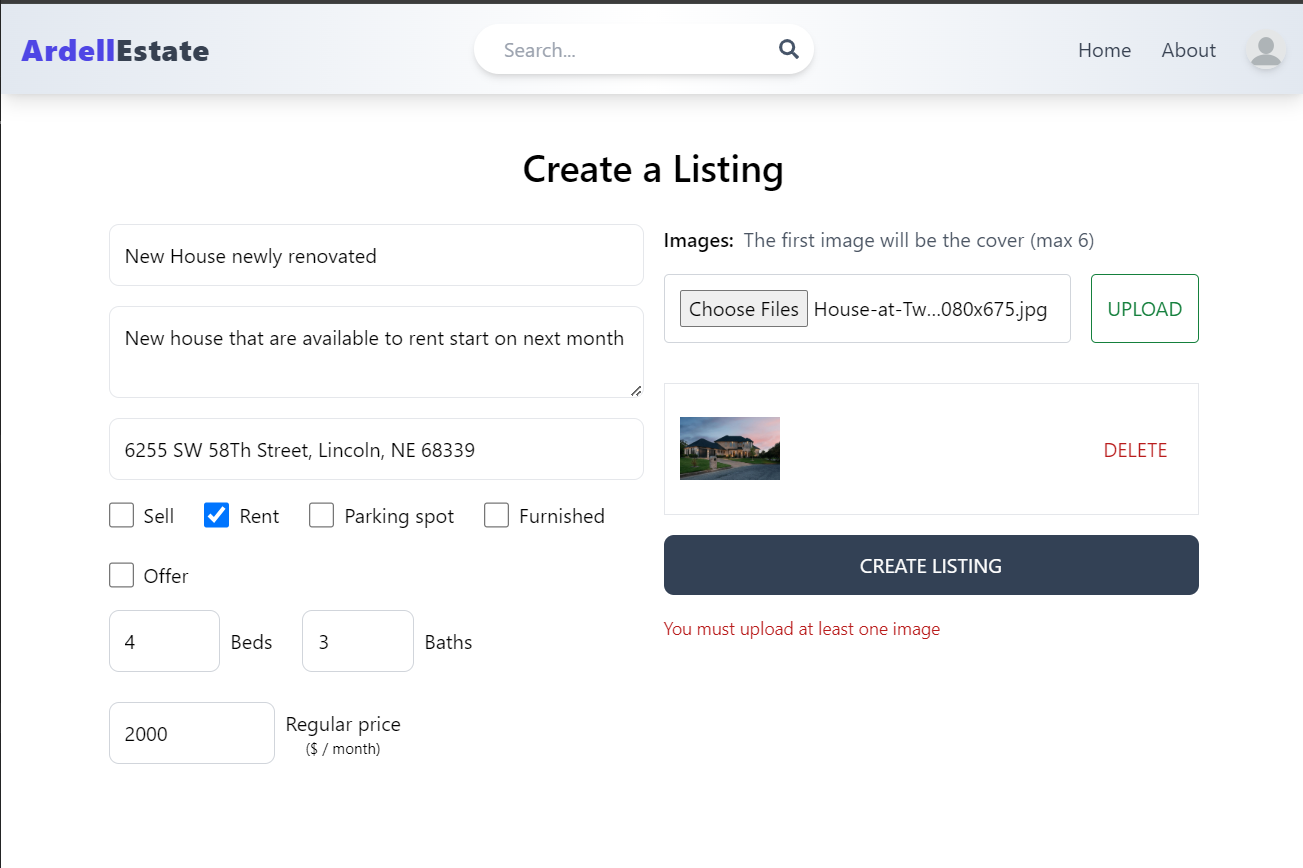 ArdellEstate
Search...
Home
About
Create a Listing
New House newly renovated
New house that are available to rent start on next month
6255 SW 58Th Street, Lincoln, NE 68339
Sell
Rent
Parking spot
Furnished
Offer
4
Beds
3
Baths
2000
Regular price
($ / month)
Images: The first image will be the cover (max 6)
Choose Files House-at-Tw...080x675.jpg
UPLOAD
DELETE
CREATE LISTING
You must upload at least one image